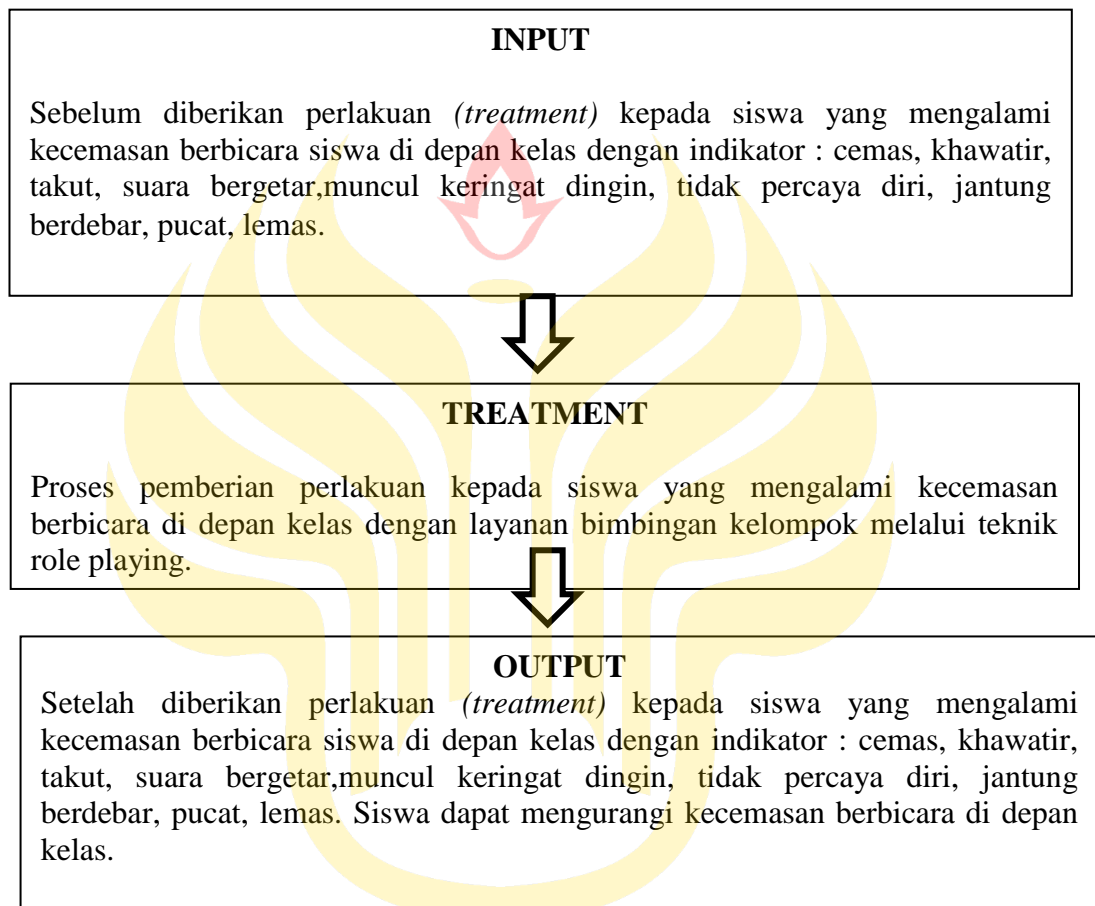 INPUT
Sebelum diberikan perlakuan (treatment) kepada siswa yang mengalami
kecemasan berbicara siswa di depan kelas dengan indikator : cemas, khawatir,
takut, suara bergetar,muncul keringat dingin, tidak percaya diri, jantung
berdebar, pucat, lemas.
TREATMENT
Proses pemberian perlakuan kepada siswa yang mengalami kecemasan
berbicara di depan kelas dengan layanan bimbingan kelompok melalui teknik
role playing.
OUTPUT
Setelah diberikan perlakuan (treatment) kepada siswa yang mengalami
kecemasan berbicara siswa di depan kelas dengan indikator : cemas, khawatir,
takut, suara bergetar,muncul keringat dingin, tidak percaya diri, jantung
berdebar, pucat, lemas. Siswa dapat mengurangi kecemasan berbicara di depan
kelas.